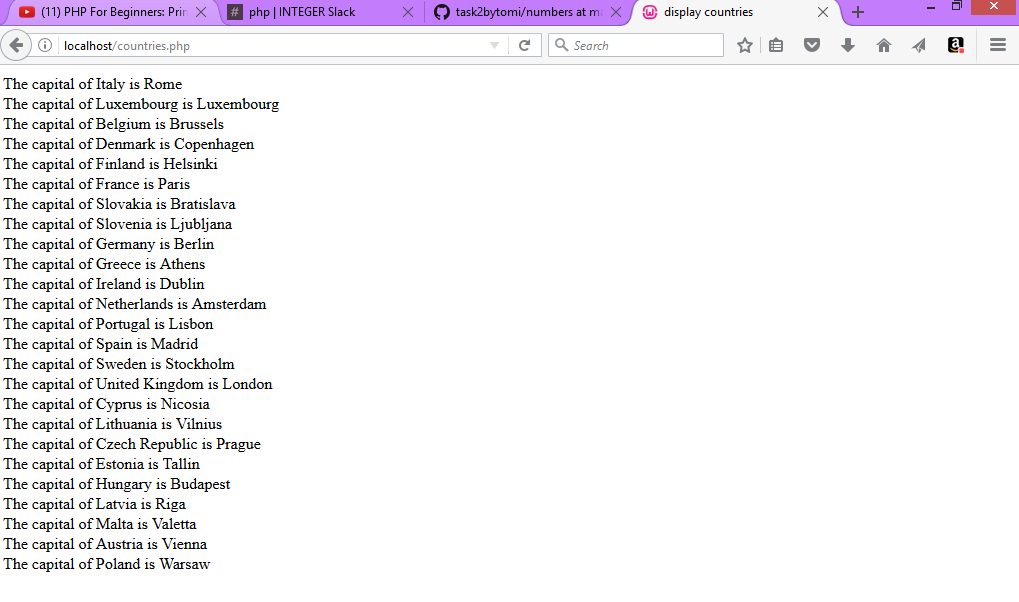 (11) PHP For Beginners: Prin
php | INTEGER Slack
task2bytomi/numbers at ma
display countries
localhost/countries.php
Search
The capital of Italy is Rome
The capital of Luxembourg is Luxembourg
The capital of Belgium is Brussels
The capital of Denmark is Copenhagen
The capital of Finland is Helsinki
The capital of France is Paris
The capital of Slovakia is Bratislava
The capital of Slovenia is Ljubljana
The capital of Germany is Berlin
The capital of Greece is Athens
The capital of Ireland is Dublin
The capital of Netherlands is Amsterdam
The capital of Portugal is Lisbon
The capital of Spain is Madrid
The capital of Sweden is Stockholm
The capital of United Kingdom is London
The capital of Cyprus is Nicosia
The capital of Lithuania is Vilnius
The capital of Czech Republic is Prague
The capital of Estonia is Tallin
The capital of Hungary is Budapest
The capital of Latvia is Riga
The capital of Malta is Valetta
The capital of Austria is Vienna
The capital of Poland is Warsaw